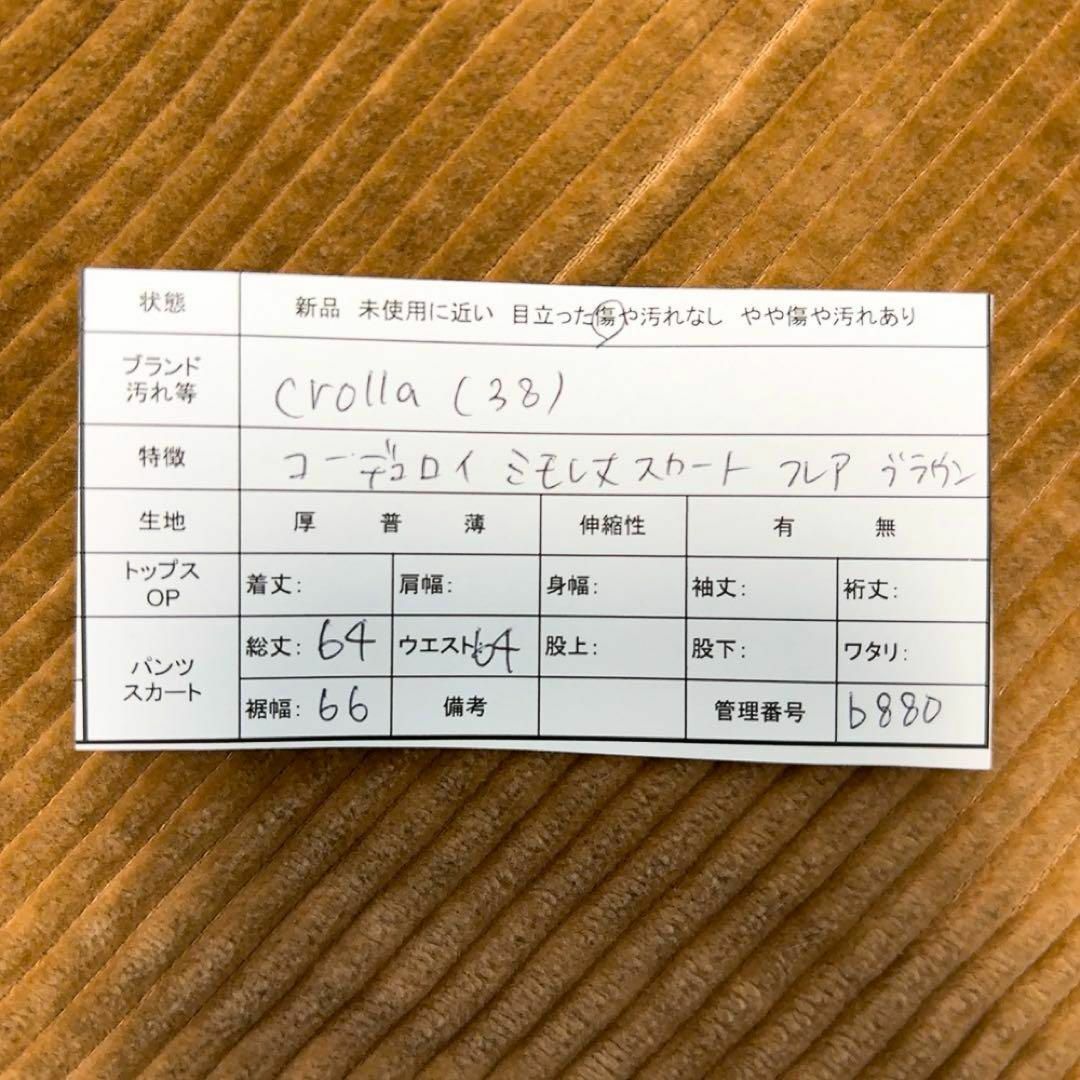 状態 新品 未使用に近い 目立った傷や汚れなし やや傷や汚れあり
ブランド
汚れ等 crolla (38)
特徴 コーデュロイ ミモレ丈スカート フレア ブラウン
生地 厚 普 薄 伸縮性 有 無
トップス
OP 着丈: 肩幅: 身幅: 袖丈: 裄丈:
パンツ
スカート 総丈: 64 ウエスト: 64 股上: 股下: ワタリ:
裾幅: 66 備考 管理番号 b880